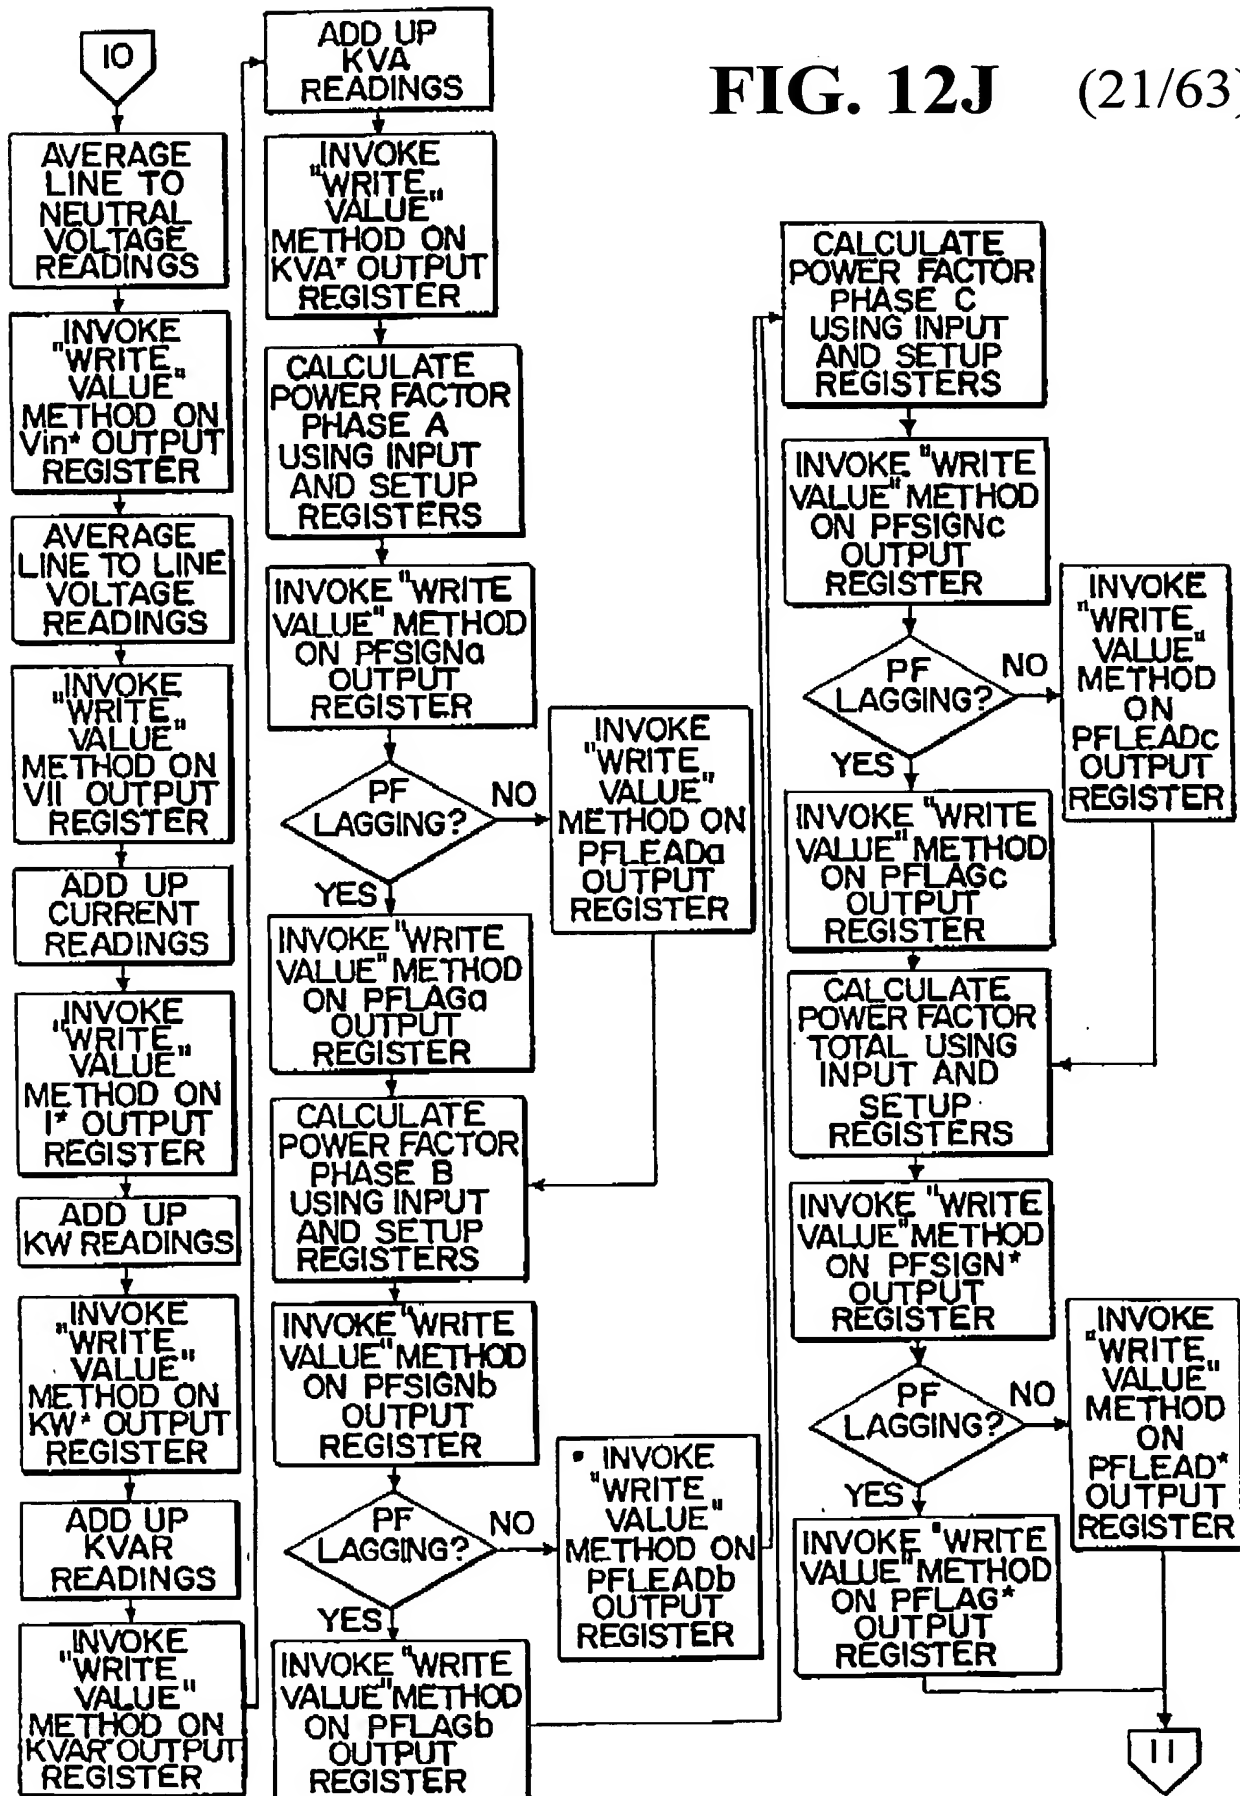 FIG. 12J (21/63)
10
AVERAGE
LINE TO
NEUTRAL
VOLTAGE
READINGS
INVOKE
"WRITE
VALUE"
METHOD ON
Vin* OUTPUT
REGISTER
AVERAGE
LINE TO LINE
VOLTAGE
READINGS
INVOKE
"WRITE
VALUE"
METHOD ON
VII OUTPUT
REGISTER
ADD UP
CURRENT
READINGS
INVOKE
"WRITE
VALUE"
METHOD ON
I* OUTPUT
REGISTER
ADD UP
KW READINGS
INVOKE
"WRITE
VALUE"
METHOD ON
KW* OUTPUT
REGISTER
ADD UP
KVAR
READINGS
INVOKE
"WRITE
VALUE"
METHOD ON
KVAR OUTPUT
REGISTER
ADD UP
KVA
READINGS
INVOKE
"WRITE
VALUE"
METHOD ON
KVA* OUTPUT
REGISTER
CALCULATE
POWER FACTOR
PHASE A
USING INPUT
AND SETUP
REGISTERS
INVOKE "WRITE
VALUE" METHOD
ON PFSIGNa
OUTPUT
REGISTER
PF
LAGGING?
NO
YES
INVOKE
"WRITE
VALUE"
METHOD ON
PFLEADa
OUTPUT
REGISTER
INVOKE "WRITE
VALUE" METHOD
ON PFLAGa
OUTPUT
REGISTER
CALCULATE
POWER FACTOR
PHASE B
USING INPUT
AND SETUP
REGISTERS
INVOKE "WRITE
VALUE" METHOD
ON PFSIGNb
OUTPUT
REGISTER
PF
LAGGING?
NO
YES
INVOKE
"WRITE
VALUE"
METHOD ON
PFLEADb
OUTPUT
REGISTER
INVOKE "WRITE
VALUE" METHOD
ON PFLAGb
OUTPUT
REGISTER
CALCULATE
POWER FACTOR
PHASE C
USING INPUT
AND SETUP
REGISTERS
INVOKE "WRITE
VALUE" METHOD
ON PFSIGNc
OUTPUT
REGISTER
PF
LAGGING?
NO
YES
INVOKE
"WRITE
VALUE"
METHOD
ON
PFLEADc
OUTPUT
REGISTER
INVOKE "WRITE
VALUE" METHOD
ON PFLAGc
OUTPUT
REGISTER
CALCULATE
POWER FACTOR
TOTAL USING
INPUT AND
SETUP
REGISTERS
INVOKE "WRITE
VALUE" METHOD
ON PFSIGN*
OUTPUT
REGISTER
PF
LAGGING?
NO
YES
INVOKE
"WRITE
VALUE"
METHOD
ON
PFLEAD*
OUTPUT
REGISTER
INVOKE "WRITE
VALUE" METHOD
ON PFLAG*
OUTPUT
REGISTER
11